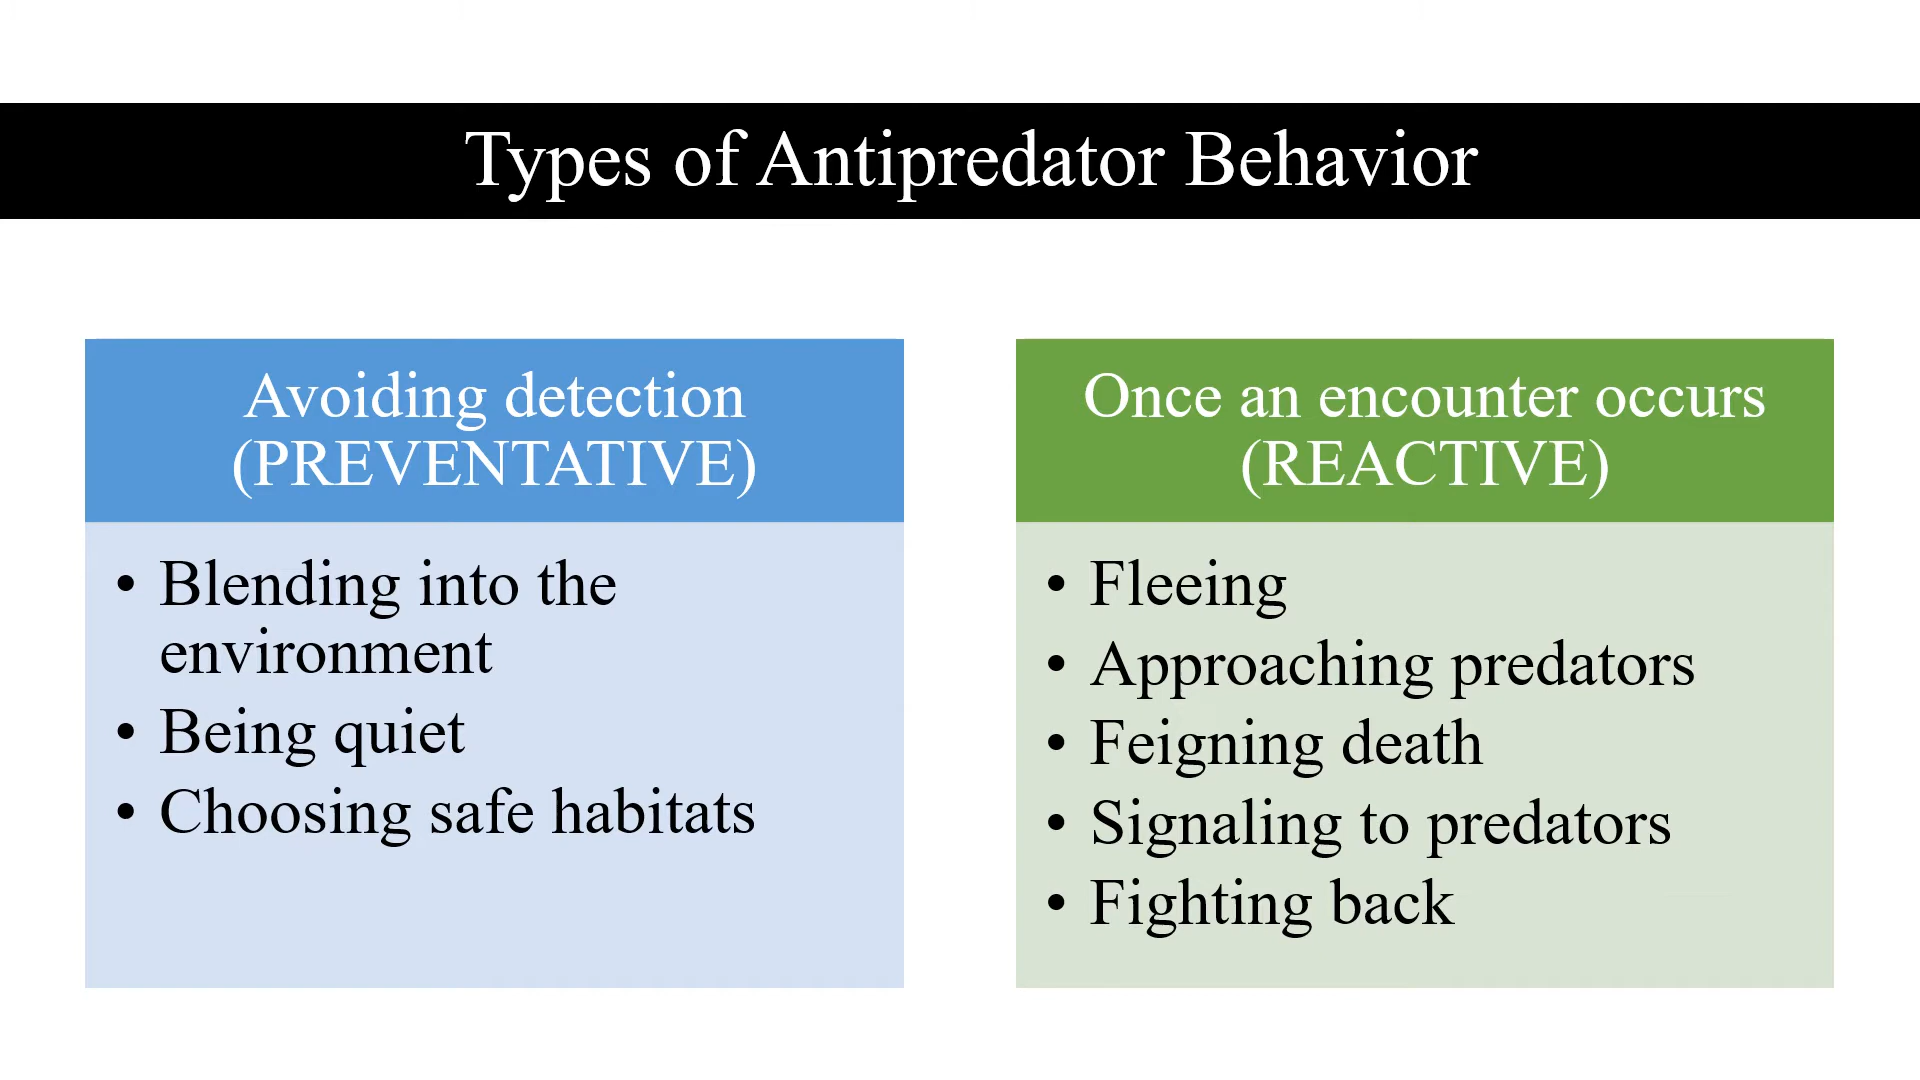 Types of Antipredator Behavior
Avoiding detection
(PREVENTATIVE)
• Blending into the
environment
• Being quiet
• Choosing safe habitats
Once an encounter occurs
(REACTIVE)
• Fleeing
• Approaching predators
• Feigning death
• Signaling to predators
• Fighting back